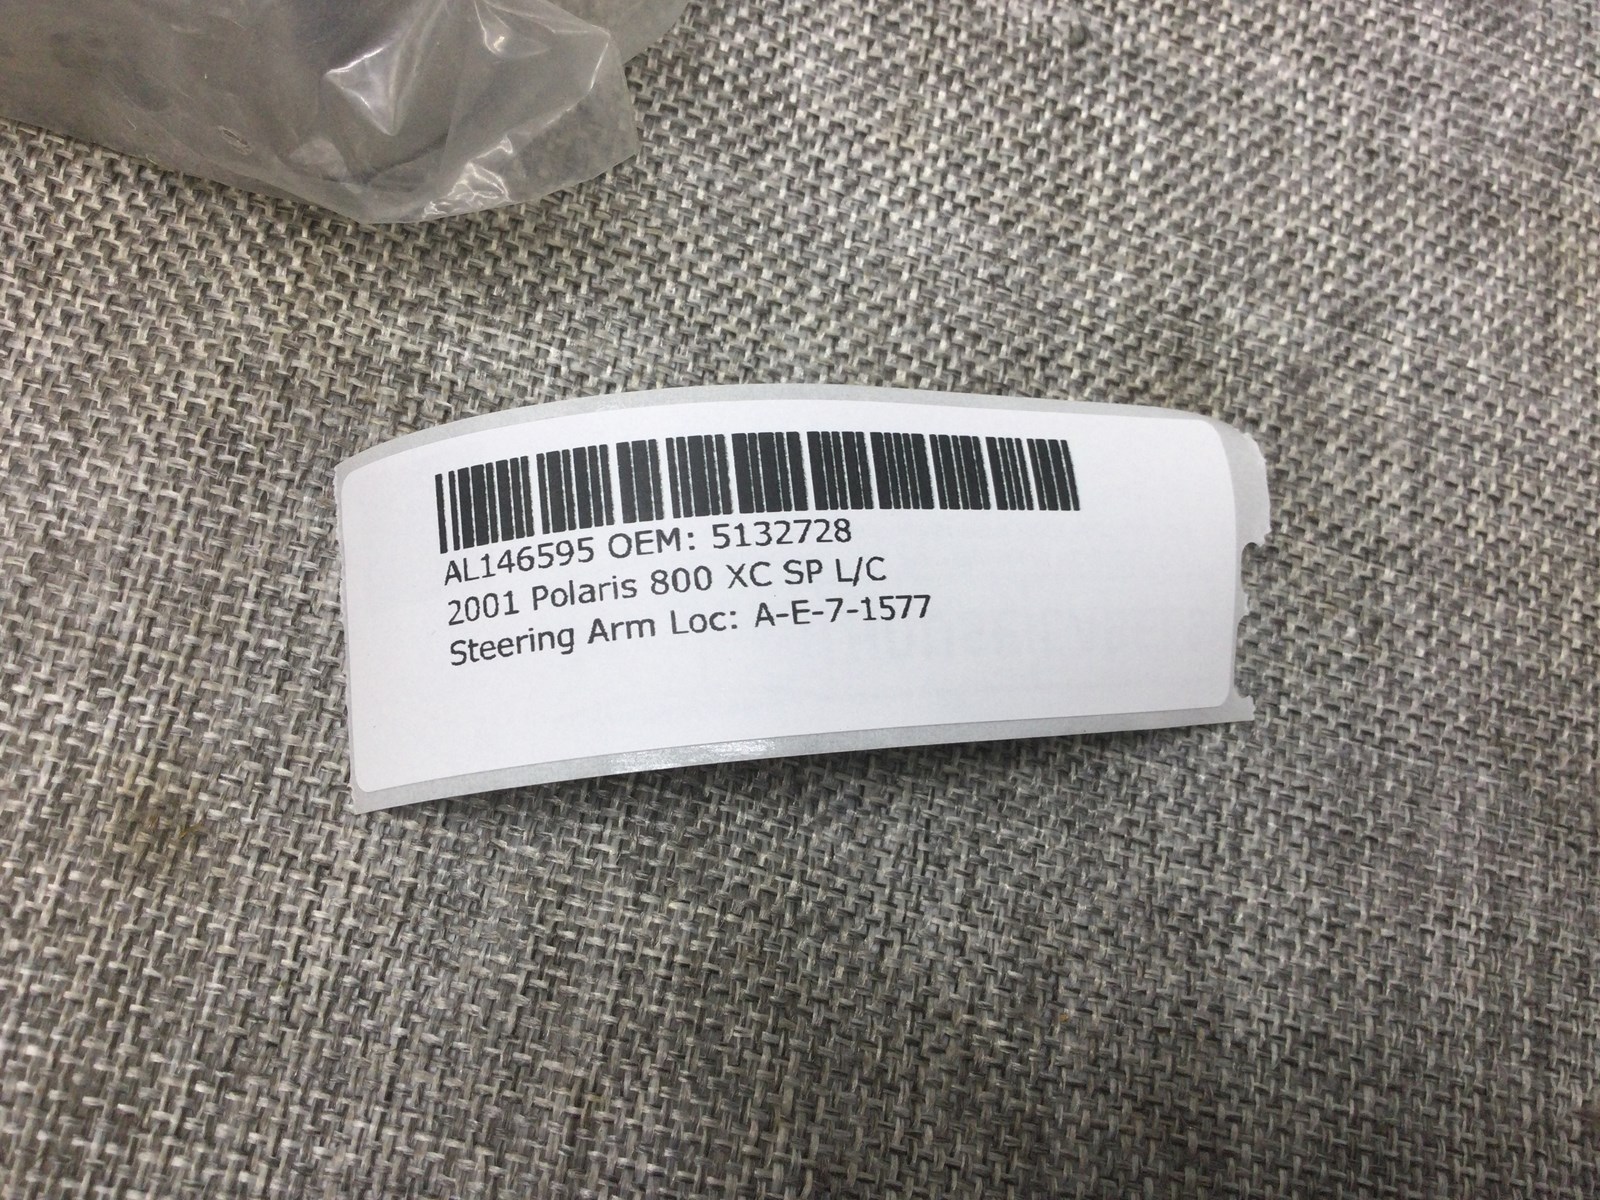 AL146595 OEM: 5132728
2001 Polaris 800 XC SP L/C
Steering Arm Loc: A-E-7-1577